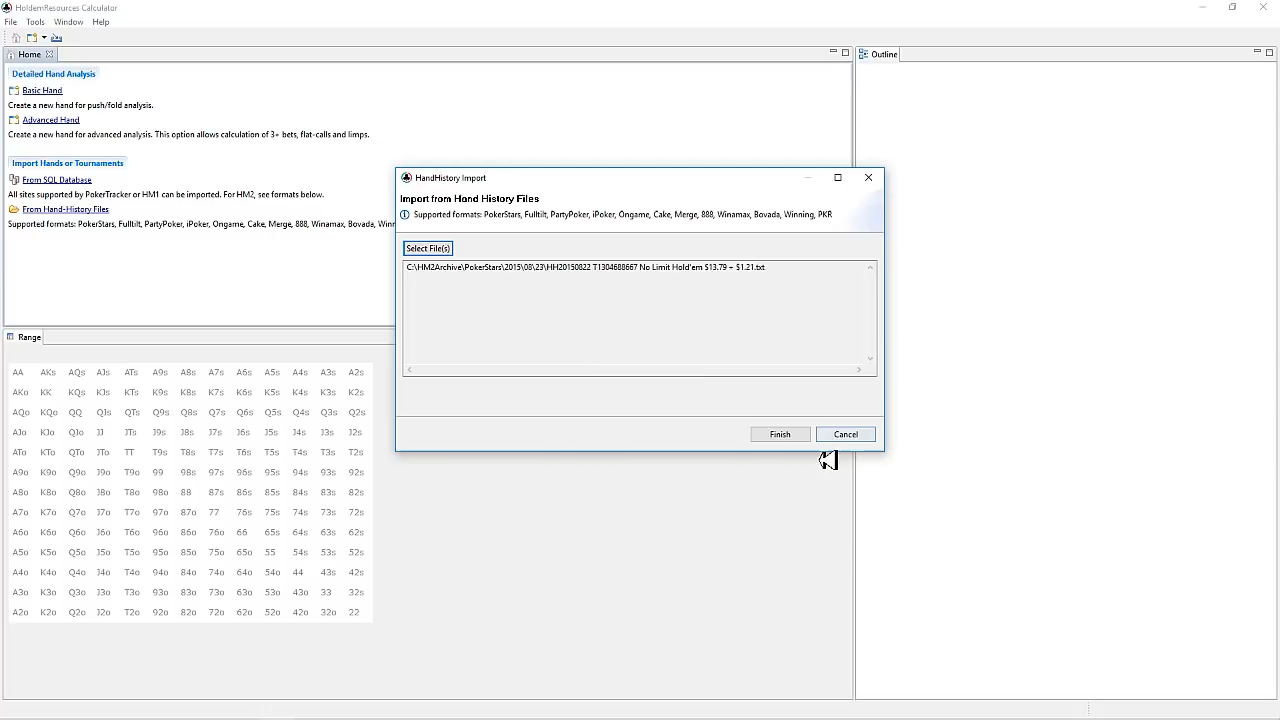 HoldemResources Calculator
File Tools Window Help
Home
Detailed Hand Analysis
Basic Hand
Create a new hand for push/fold analysis.
Advanced Hand
Create a new hand for advanced analysis. This option allows calculation of 3+ bets, flat-calls and limps.
Import Hands or Tournaments
From SQL Database
All sites supported by PokerTracker or HM1 can be imported. For HM2, see formats below.
From Hand-History Files
Supported formats: PokerStars, Fulltilt, PartyPoker, iPoker, Ongame, Cake, Merge, 888, Winamax, Bovada,
Outline
HandHistory Import
Import from Hand History Files
Supported formats: PokerStars, Fulltilt, PartyPoker, iPoker, Ongame, Cake, Merge, 888, Winamax, Bovada, Winning, PKR
Select File(s)
C:\HM2Archive\PokerStars\2015\08\23\HH20150822 T1304688667 No Limit Hold'em $13.79 + $1.21.txt
Finish Cancel
Range
AA AKs AQs AJs ATs A9s A8s A7s A6s A5s A4s A3s A2s
AKo KK KQs KJs KTs K9s K8s K7s K6s K5s K4s K3s K2s
AQo KQo QQ QJs QTs Q9s Q8s Q7s Q6s Q5s Q4s Q3s Q2s
AJo KJo QJo JJ JTs J9s J8s J7s J6s J5s J4s J3s J2s
ATo KTo QTo JTo TT T9s T8s T7s T6s T5s T4s T3s T2s
A9o K9o Q9o J9o T9o 99 98s 97s 96s 95s 94s 93s 92s
A8o K8o Q8o J8o T8o 98o 88 87s 86s 85s 84s 83s 82s
A7o K7o Q7o J7o T7o 97o 87o 77 76s 75s 74s 73s 72s
A6o K6o Q6o J6o T6o 96o 86o 76o 66 65s 64s 63s 62s
A5o K5o Q5o J5o T5o 95o 85o 75o 65o 55 54s 53s 52s
A4o K4o Q4o J4o T4o 94o 84o 74o 64o 54o 44 43s 42s
A3o K3o Q3o J3o T3o 93o 83o 73o 63o 53o 43o 33 32s
A2o K2o Q2o J2o T2o 92o 82o 72o 62o 52o 42o 32o 22